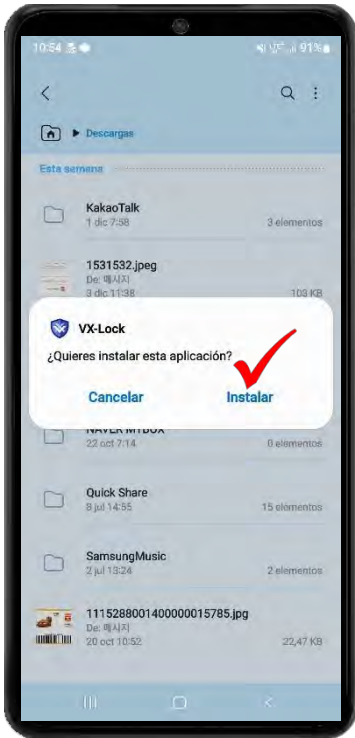 10:54
91%
Descargas
Esta semana
KakaoTalk
1 dic 7:58
3 elementos
1531532.jpeg
De: 메시지
3 dic 11:38
103 KB
VX-Lock
¿Quieres instalar esta aplicación?
Cancelar
Instalar
NAVER MYBOX
22 oct 7:14
0 elementos
Quick Share
8 jul 14:55
15 elementos
SamsungMusic
2 jul 13:24
2 elementos
1115288001400000015785.jpg
De: 메시지
20 oct 10:52
22,47 KB